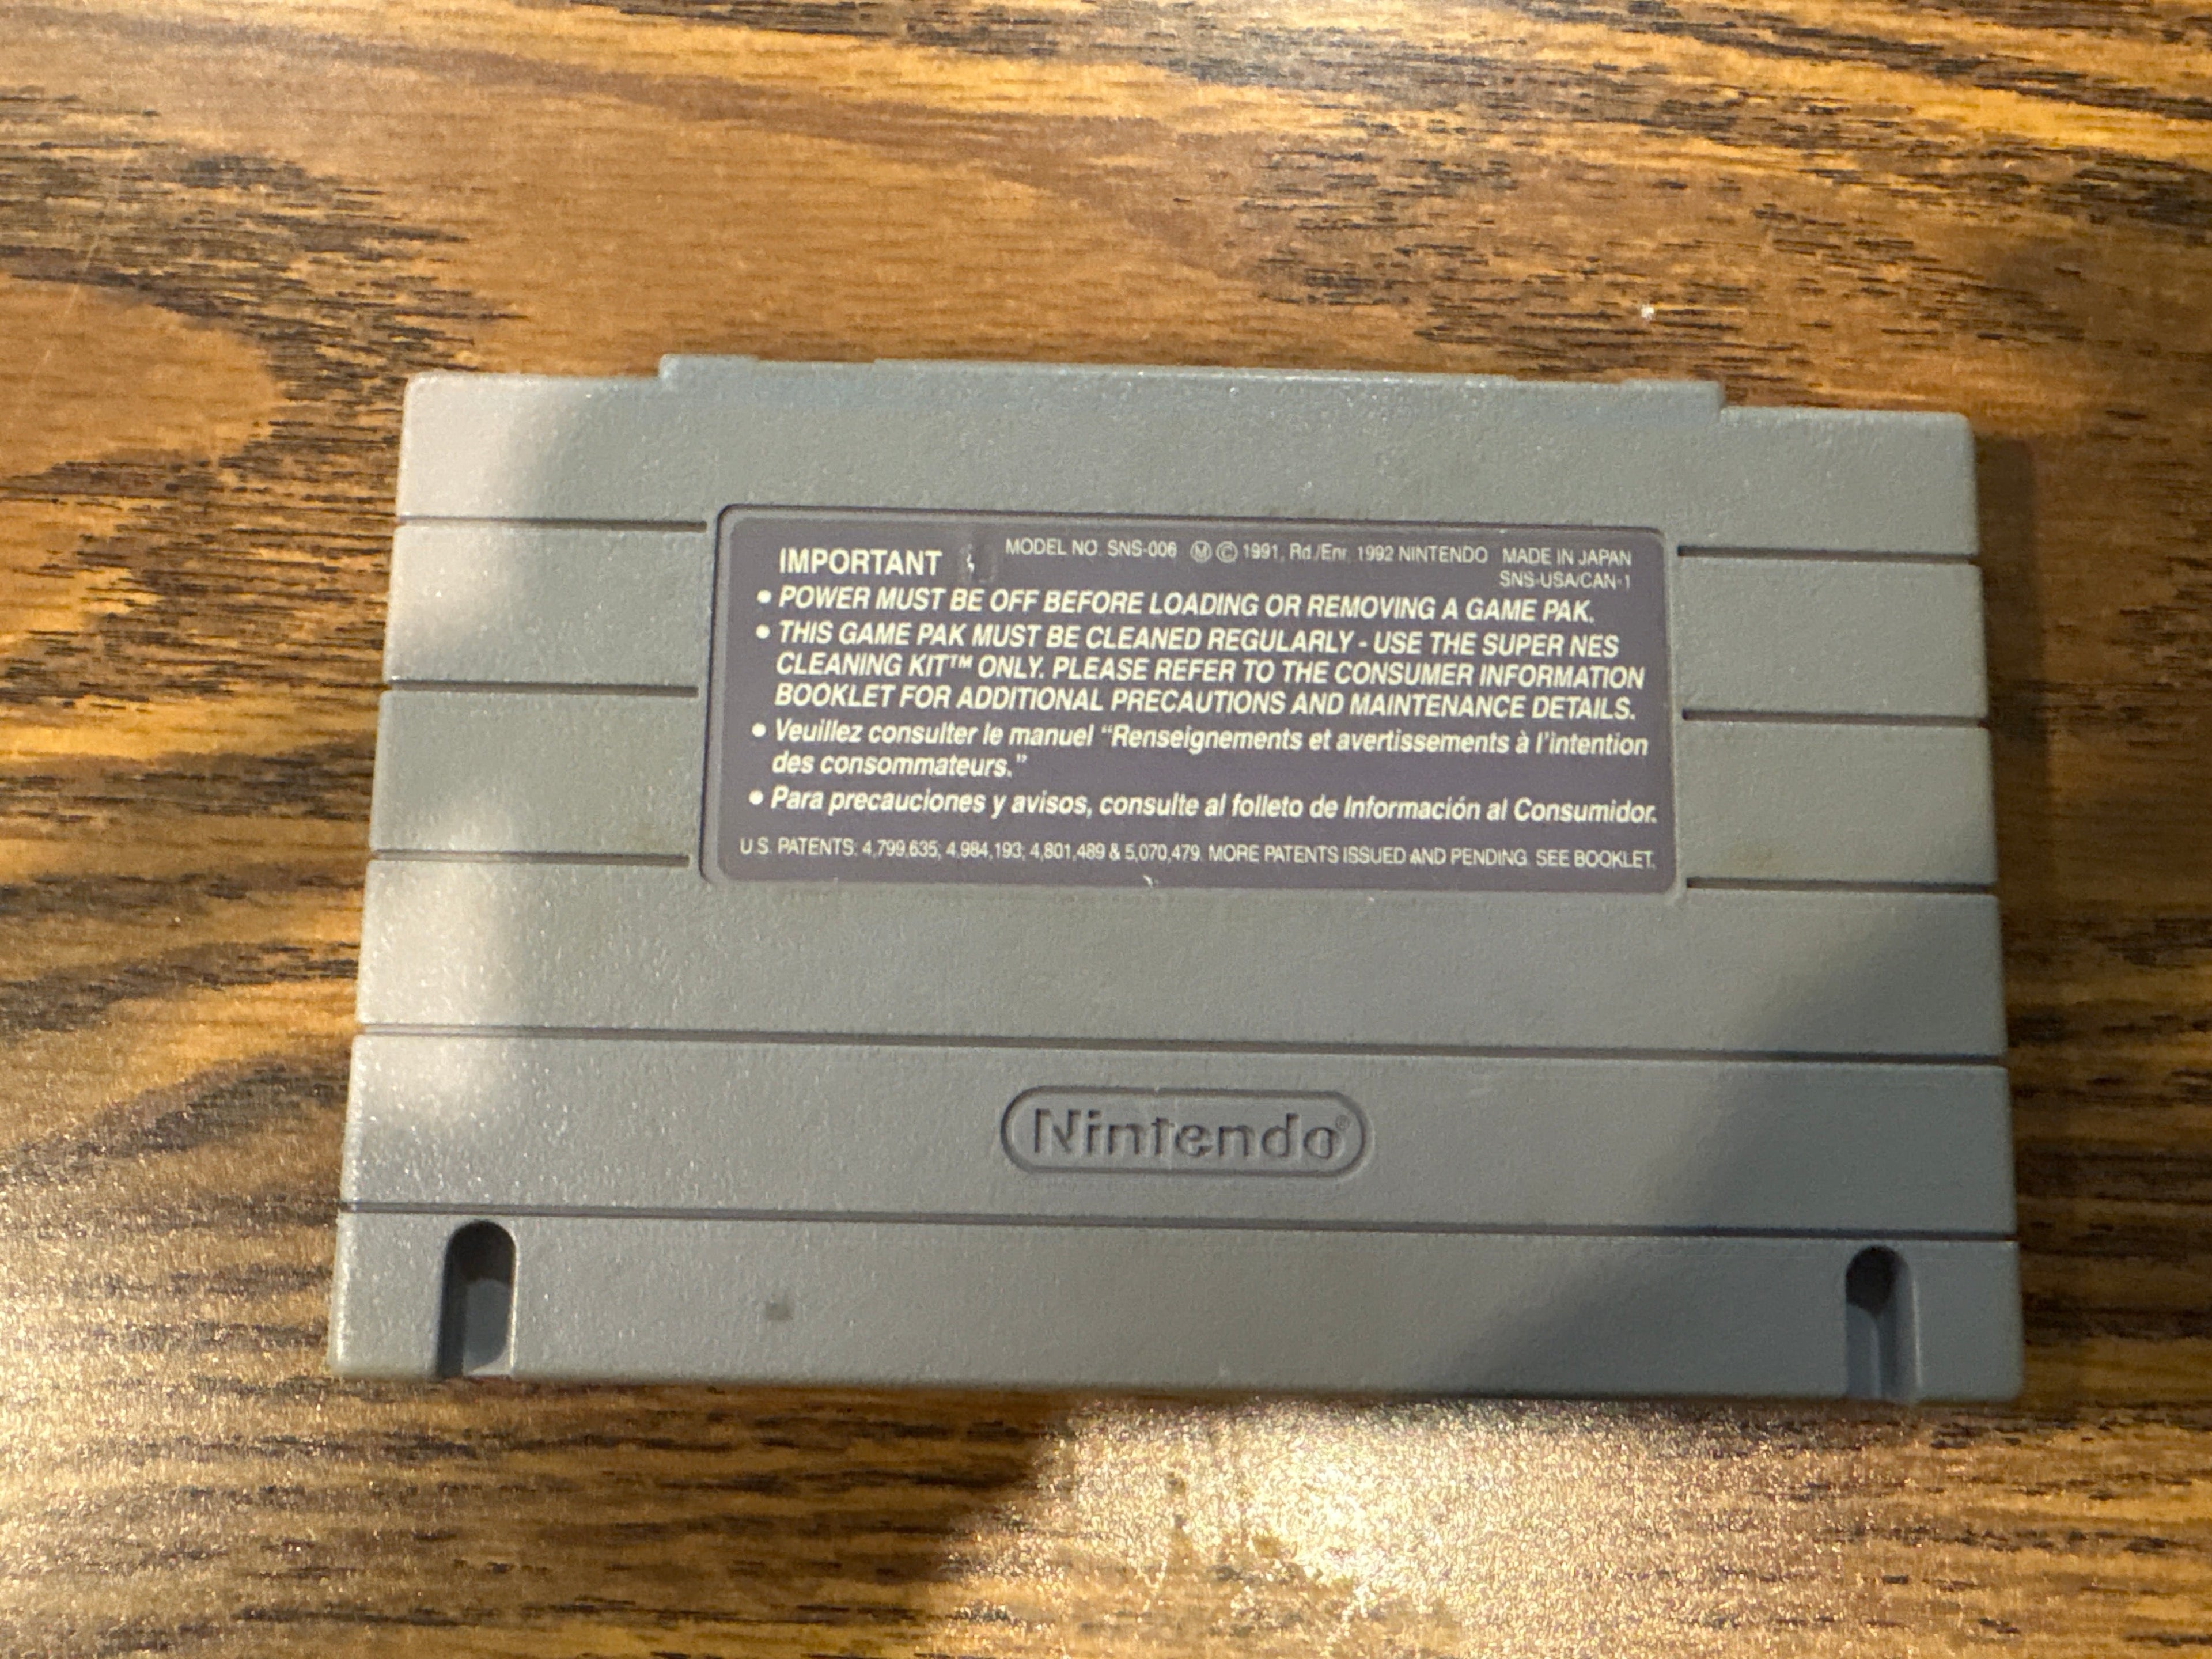 IMPORTANT MODEL NO. SNS-006 Ⓜ © 1991, Rd./Enr. 1992 NINTENDO MADE IN JAPAN
SNS-USA/CAN-1
• POWER MUST BE OFF BEFORE LOADING OR REMOVING A GAME PAK.
• THIS GAME PAK MUST BE CLEANED REGULARLY - USE THE SUPER NES
CLEANING KIT™ ONLY. PLEASE REFER TO THE CONSUMER INFORMATION
BOOKLET FOR ADDITIONAL PRECAUTIONS AND MAINTENANCE DETAILS.
• Veuillez consulter le manuel “Renseignements et avertissements à l'intention
des consommateurs.”
• Para precauciones y avisos, consulte al folleto de Información al Consumidor.
U.S. PATENTS: 4,799,635; 4,984,193; 4,801,489 & 5,070,479. MORE PATENTS ISSUED AND PENDING. SEE BOOKLET.
Nintendo®